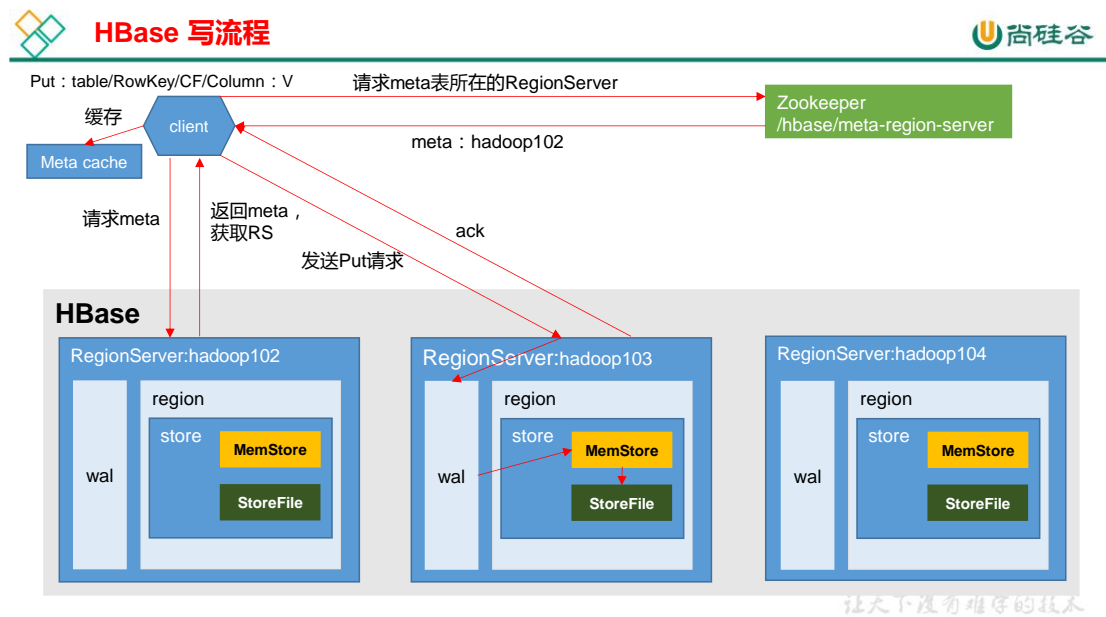 HBase 写流程
尚硅谷
Put：table/RowKey/CF/Column：V
请求meta表所在的RegionServer
Zookeeper
/hbase/meta-region-server
缓存
client
meta：hadoop102
Meta cache
请求meta
返回meta，
获取RS
ack
发送Put请求
HBase
RegionServer:hadoop102
wal
region
store
MemStore
StoreFile
RegionServer:hadoop103
wal
region
store
MemStore
StoreFile
RegionServer:hadoop104
wal
region
store
MemStore
StoreFile
让天下没有难学的技术